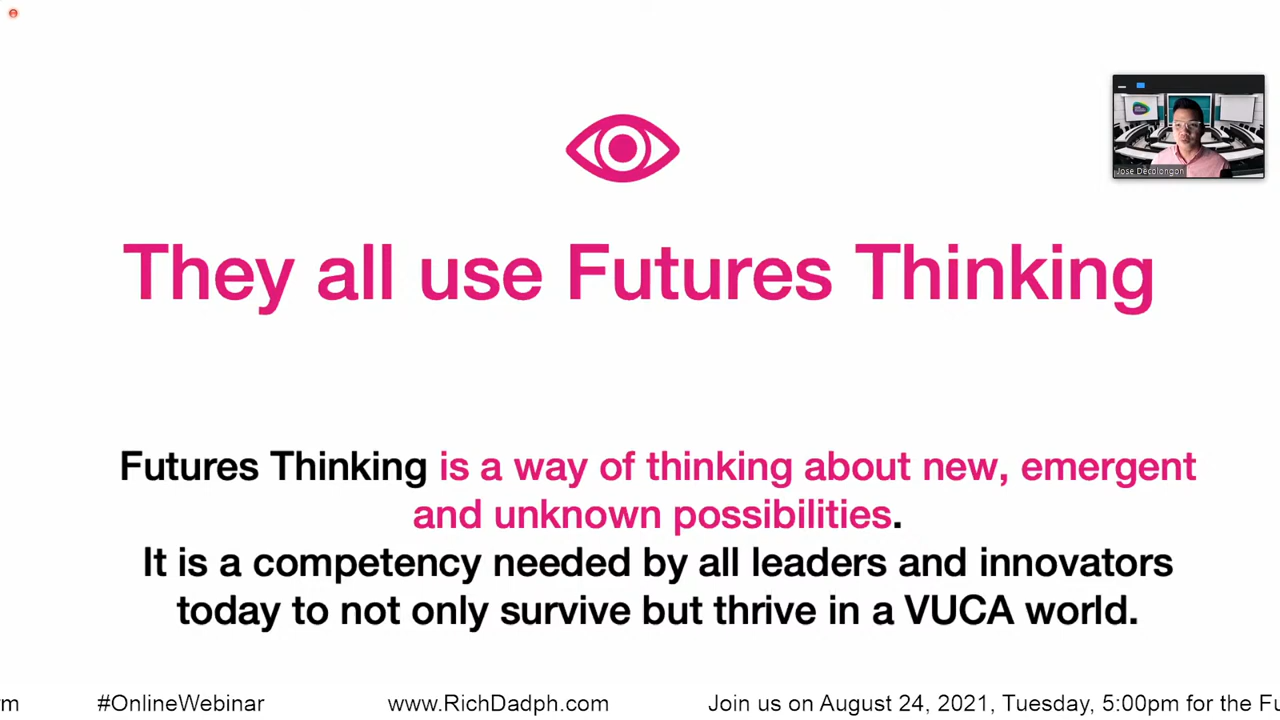 Jose Decolongon
They all use Futures Thinking
Futures Thinking is a way of thinking about new, emergent
and unknown possibilities.
It is a competency needed by all leaders and innovators
today to not only survive but thrive in a VUCA world.
rm #OnlineWebinar www.RichDadph.com Join us on August 24, 2021, Tuesday, 5:00pm for the Fu